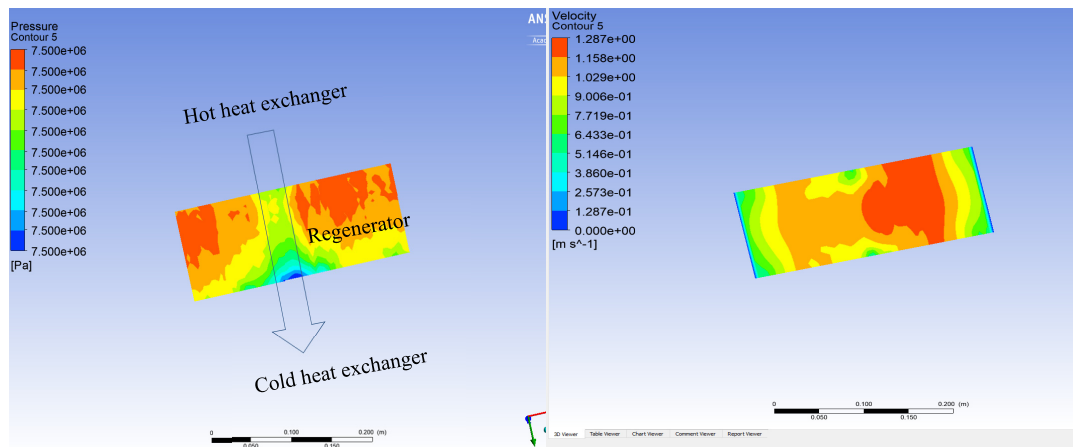 Pressure
Contour 5
7.500e+06
7.500e+06
7.500e+06
7.500e+06
7.500e+06
7.500e+06
7.500e+06
7.500e+06
7.500e+06
7.500e+06
7.500e+06
[Pa]
ANS
Acad
Hot heat exchanger
Regenerator
Cold heat exchanger
0
0.100
0.200 (m)
0.050
0.150
Velocity
Contour 5
1.287e+00
1.158e+00
1.029e+00
9.006e-01
7.719e-01
6.433e-01
5.146e-01
3.860e-01
2.573e-01
1.287e-01
0.000e+00
[m s^-1]
0
0.100
0.200 (m)
0.050
0.150
3D Viewer Table Viewer Chart Viewer Comment Viewer Report Viewer